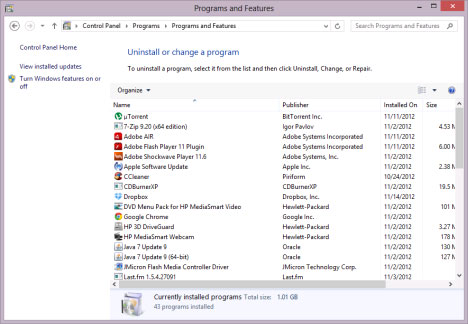 Programs and Features
Control Panel ▸ Programs ▸ Programs and Features
Search Programs and Features
Control Panel Home
View installed updates
Turn Windows features on or
off
Uninstall or change a program
To uninstall a program, select it from the list and then click Uninstall, Change, or Repair.
Organize
Name Publisher Installed On Size
µTorrent BitTorrent Inc. 11/11/2012
7-Zip 9.20 (x64 edition) Igor Pavlov 11/2/2012 4.53 M
Adobe AIR Adobe Systems Incorporated 11/2/2012
Adobe Flash Player 11 Plugin Adobe Systems Incorporated 11/2/2012 6.00 M
Adobe Shockwave Player 11.6 Adobe Systems, Inc. 11/2/2012
Apple Software Update Apple Inc. 11/2/2012 2.38 M
CCleaner Piriform 10/24/2012
CDBurnerXP CDBurnerXP 11/2/2012 19.5 M
Dropbox Dropbox, Inc. 11/14/2012
DVD Menu Pack for HP MediaSmart Video Hewlett-Packard 11/2/2012 101 M
Google Chrome Google Inc. 11/2/2012
HP 3D DriveGuard Hewlett-Packard 11/2/2012 3.27 M
HP MediaSmart Webcam Hewlett-Packard 11/2/2012 178 M
Java 7 Update 9 Oracle 11/2/2012 130 M
Java 7 Update 9 (64-bit) Oracle 11/2/2012 127 M
JMicron Flash Media Controller Driver JMicron Technology Corp. 11/2/2012
Last.fm 1.5.4.27091 Last.fm 11/3/2012
Currently installed programs Total size: 1.01 GB
43 programs installed